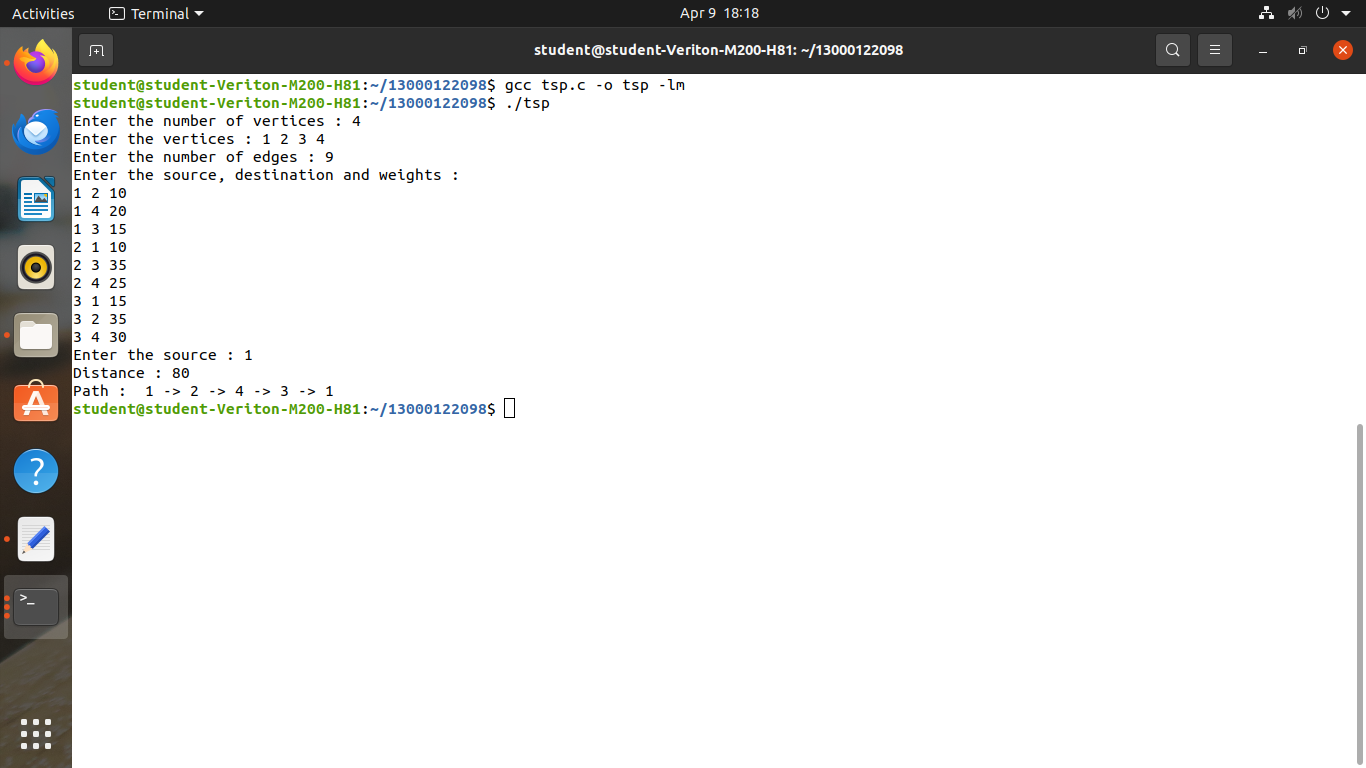 Activities Terminal Apr 9 18:18
student@student-Veriton-M200-H81: ~/13000122098
student@student-Veriton-M200-H81:~/13000122098$ gcc tsp.c -o tsp -lm
student@student-Veriton-M200-H81:~/13000122098$ ./tsp
Enter the number of vertices : 4
Enter the vertices : 1 2 3 4
Enter the number of edges : 9
Enter the source, destination and weights :
1 2 10
1 4 20
1 3 15
2 1 10
2 3 35
2 4 25
3 1 15
3 2 35
3 4 30
Enter the source : 1
Distance : 80
Path :  1 -> 2 -> 4 -> 3 -> 1
student@student-Veriton-M200-H81:~/13000122098$